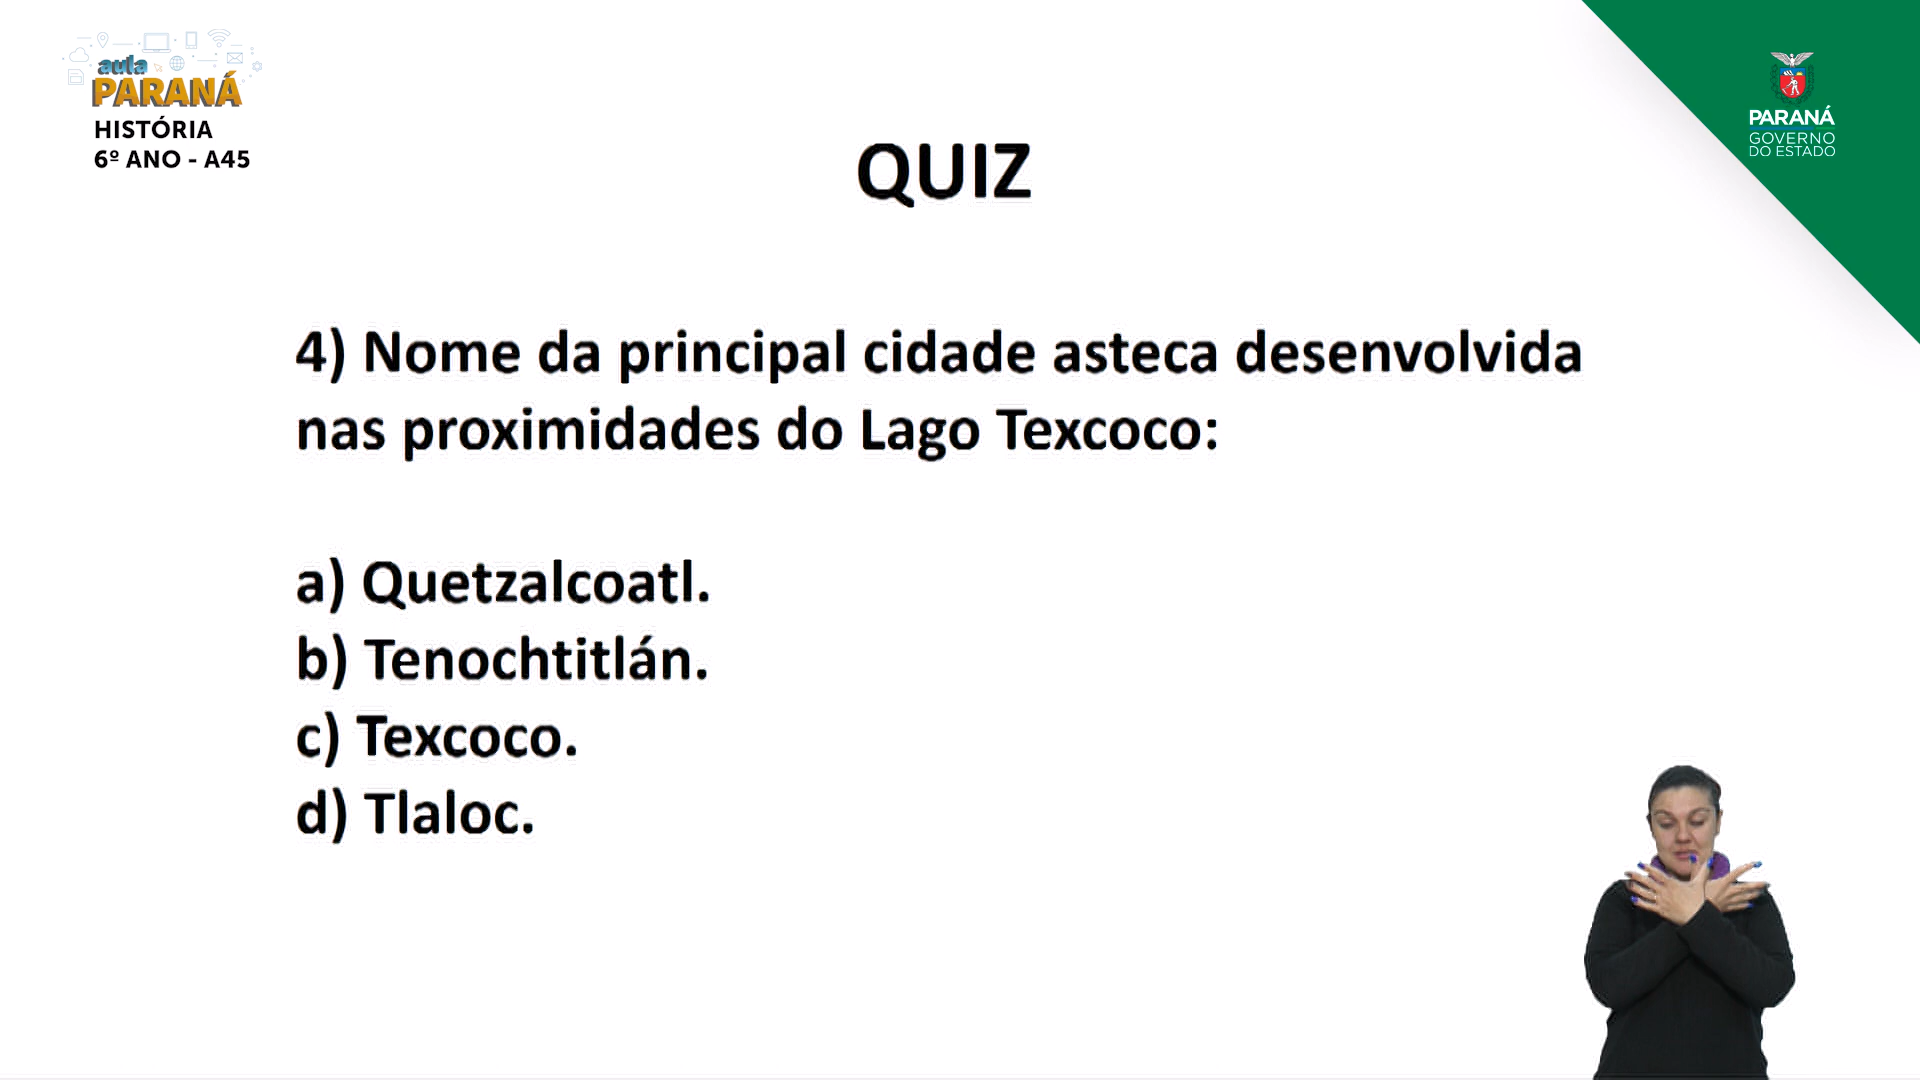 aula
PARANÁ
HISTÓRIA
6º ANO - A45
PARANÁ
GOVERNO
DO ESTADO
QUIZ
4) Nome da principal cidade asteca desenvolvida
nas proximidades do Lago Texcoco:
a) Quetzalcoatl.
b) Tenochtitlán.
c) Texcoco.
d) Tlaloc.